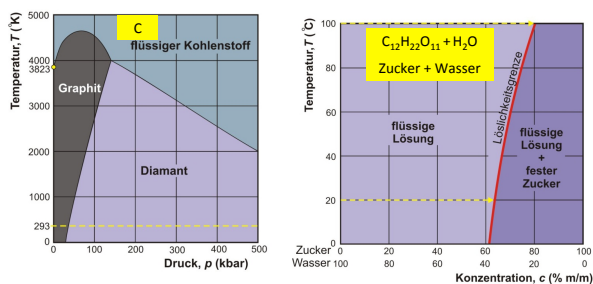 C
flüssiger Kohlenstoff
Graphit
Diamant
Temperatur, T (°K)
5000
4000
3823
3000
2000
1000
293
0
0 100 200 300 400 500
Druck, p (kbar)
C₁₂H₂₂O₁₁ + H₂O
Zucker + Wasser
Löslichkeitsgrenze
flüssige
Lösung
flüssige
Lösung
+
fester
Zucker
Temperatur, T (°C)
100
80
60
40
20
0
Zucker 0 20 40 60 80 100
Wasser 100 80 60 40 20 0
Konzentration, c (% m/m)